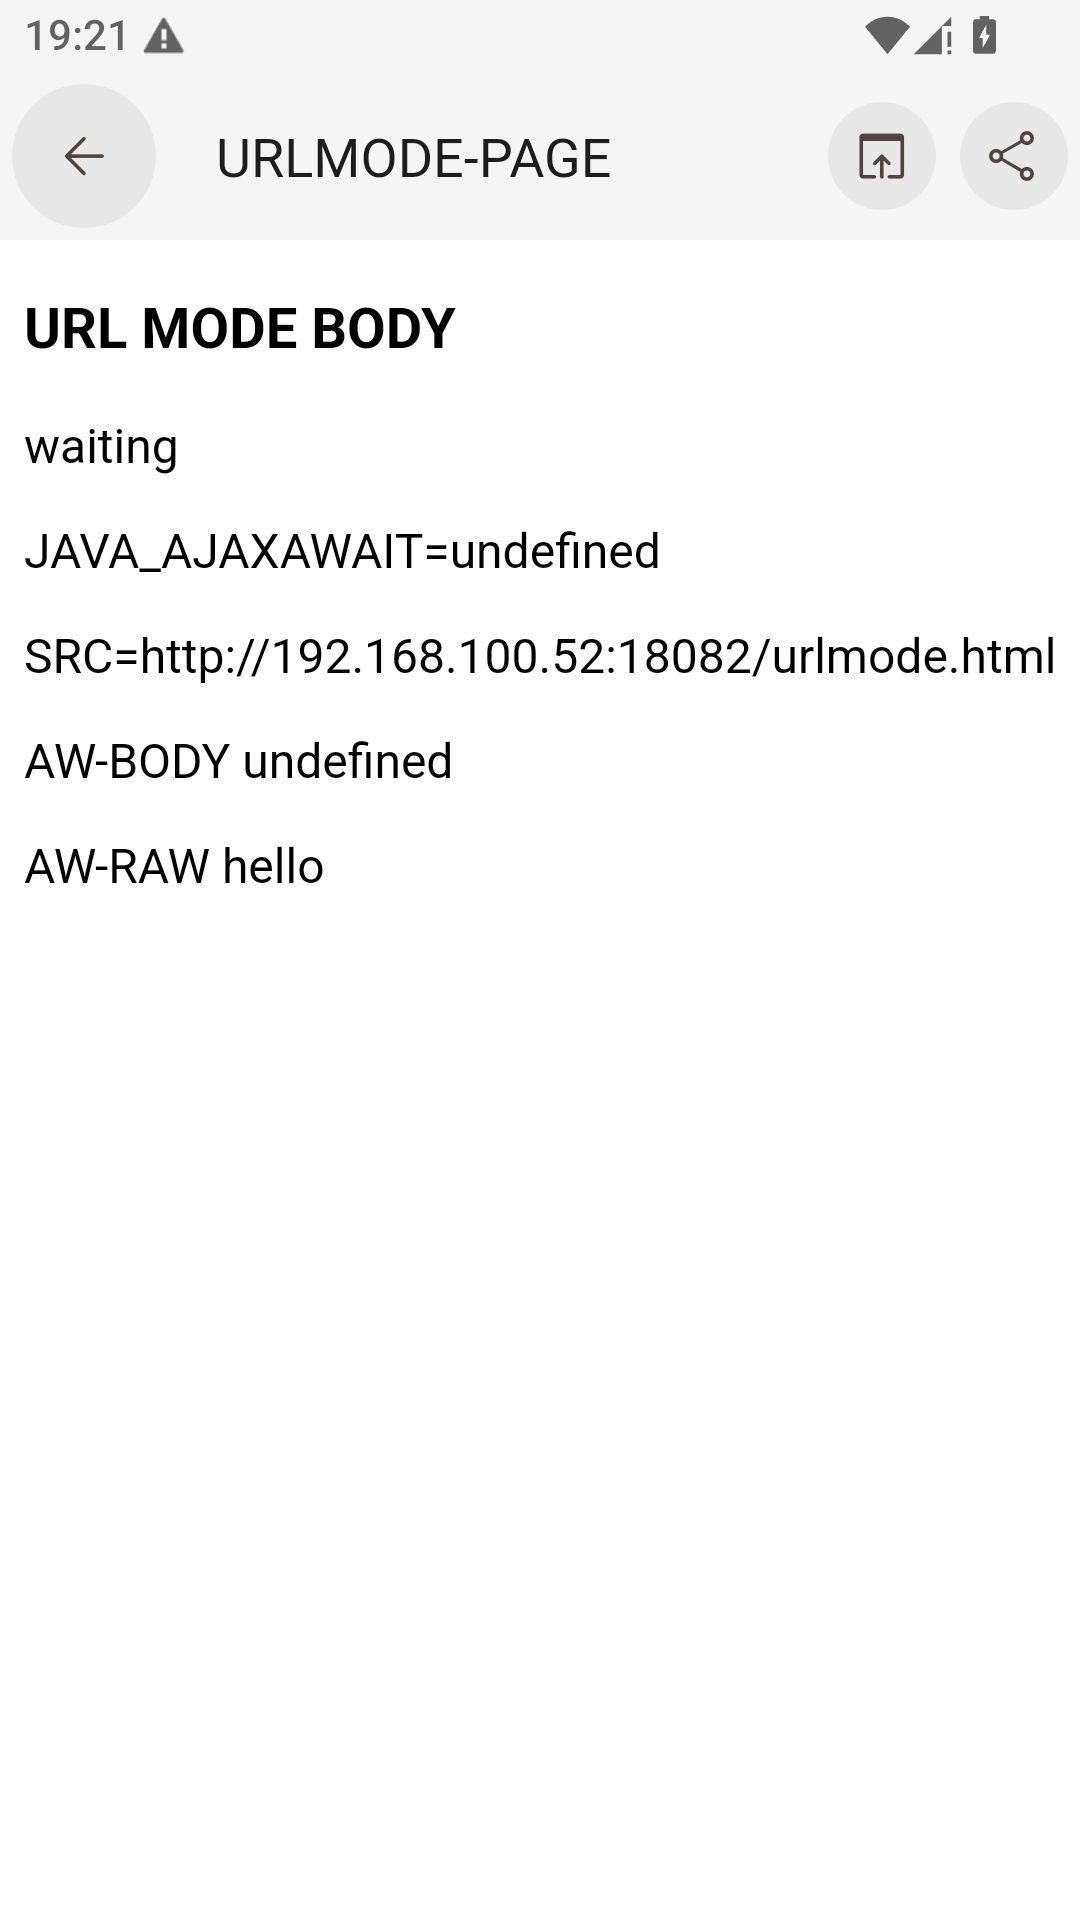 19:21
URLMODE-PAGE
URL MODE BODY
waiting
JAVA_AJAXAWAIT=undefined
SRC=http://192.168.100.52:18082/urlmode.html
AW-BODY undefined
AW-RAW hello